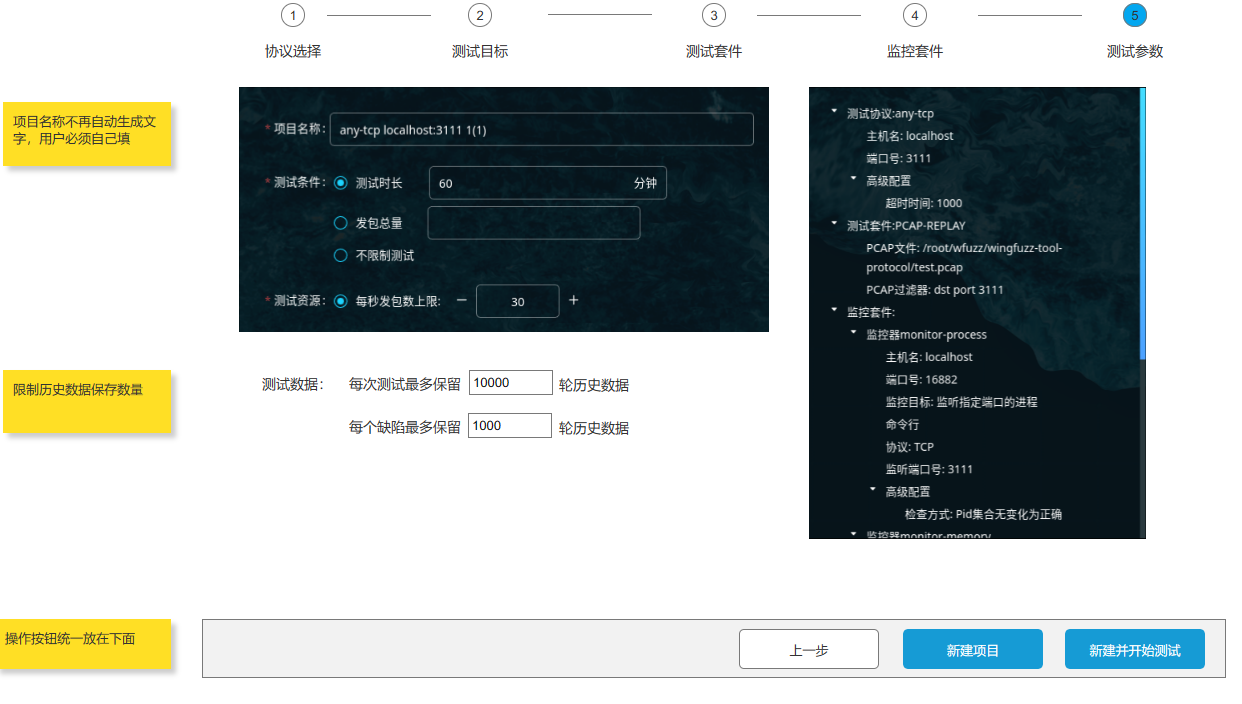 1
2
3
4
5
协议选择
测试目标
测试套件
监控套件
测试参数
项目名称不再自动生成文
字，用户必须自己填
* 项目名称: any-tcp localhost:3111 1(1)
* 测试条件: 测试时长 60 分钟
发包总量
不限制测试
* 测试资源: 每秒发包数上限: − 30 +
测试协议:any-tcp
主机名: localhost
端口号: 3111
高级配置
超时时间: 1000
测试套件:PCAP-REPLAY
PCAP文件: /root/wfuzz/wingfuzz-tool-
protocol/test.pcap
PCAP过滤器: dst port 3111
监控套件:
监控器monitor-process
主机名: localhost
端口号: 16882
监控目标: 监听指定端口的进程
命令行
协议: TCP
监听端口号: 3111
高级配置
检查方式: Pid集合无变化为正确
监控器monitor-memory
限制历史数据保存数量
测试数据： 每次测试最多保留 10000 轮历史数据
每个缺陷最多保留 1000 轮历史数据
操作按钮统一放在下面
上一步
新建项目
新建并开始测试